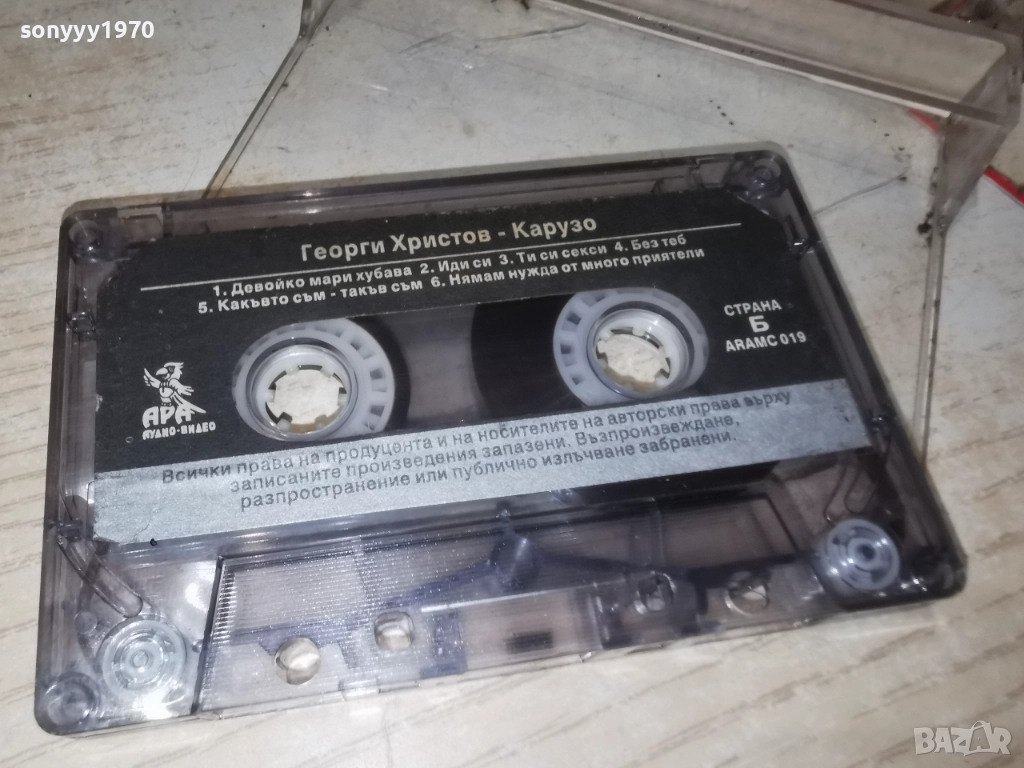 sonyyy1970
Георги Христов - Карузо
1. Девойко мари хубава 2. Иди си 3. Ти си секси 4. Без теб
5. Какъвто съм - такъв съм 6. Нямам нужда от много приятели
СТРАНА
Б
ARAMC 019
АРА
АУДИО-ВИДЕО
Всички права на продуцента и на носителите на авторски права върху
записаните произведения запазени. Възпроизвеждане,
разпространение или публично излъчване забранени.
BAZAR